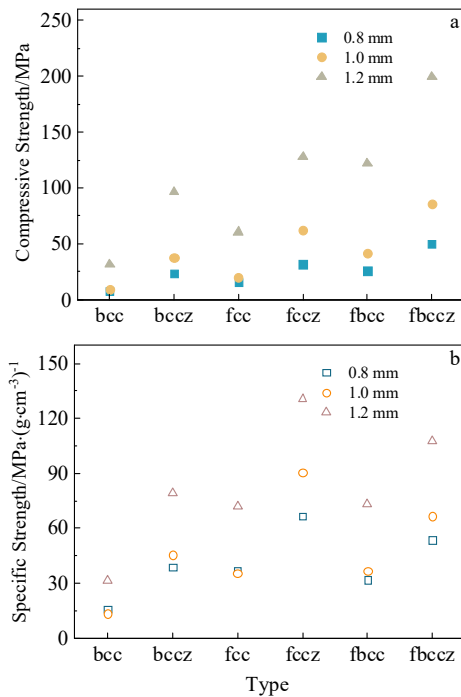 a
250
200
150
100
50
0
Compressive Strength/MPa
0.8 mm
1.0 mm
1.2 mm
bcc bccz fcc fccz fbcc fbccz
b
150
120
90
60
30
0
Specific Strength/MPa·(g·cm⁻³)⁻¹
0.8 mm
1.0 mm
1.2 mm
bcc bccz fcc fccz fbcc fbccz
Type